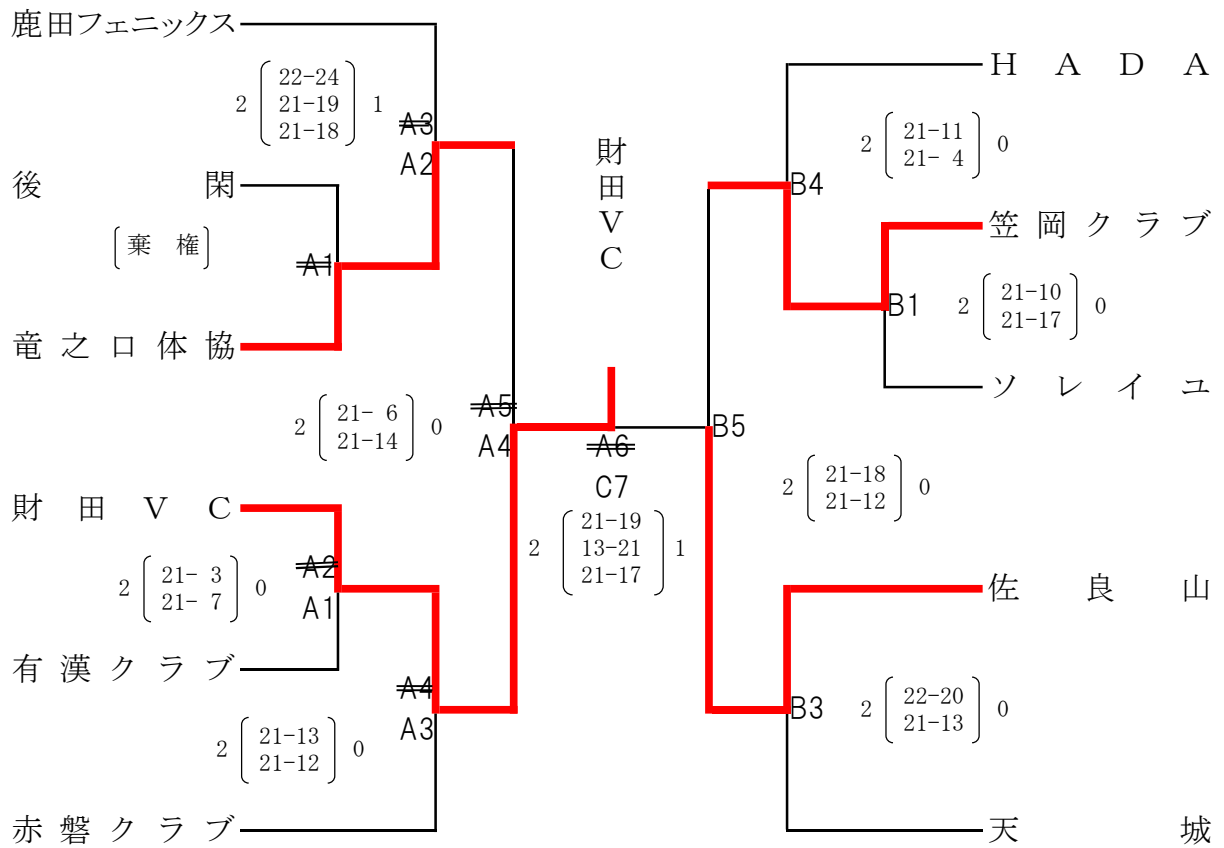 鹿田フェニックス
2 22-24 1
21-19
21-18
A3
A2
後閑
棄権
A1
竜之口体協
2 21- 6 0
21-14
A5
A4
財田VC
2 21- 3 0
21- 7
A2
A1
有漢クラブ
A4
A3
2 21-13 0
21-12
赤磐クラブ
財田VC
A6
C7
2 21-19 1
13-21
21-17
HADA
2 21-11 0
21- 4
B4
笠岡クラブ
B1
2 21-10 0
21-17
ソレイユ
B5
2 21-18 0
21-12
佐良山
B3
2 22-20 0
21-13
天城